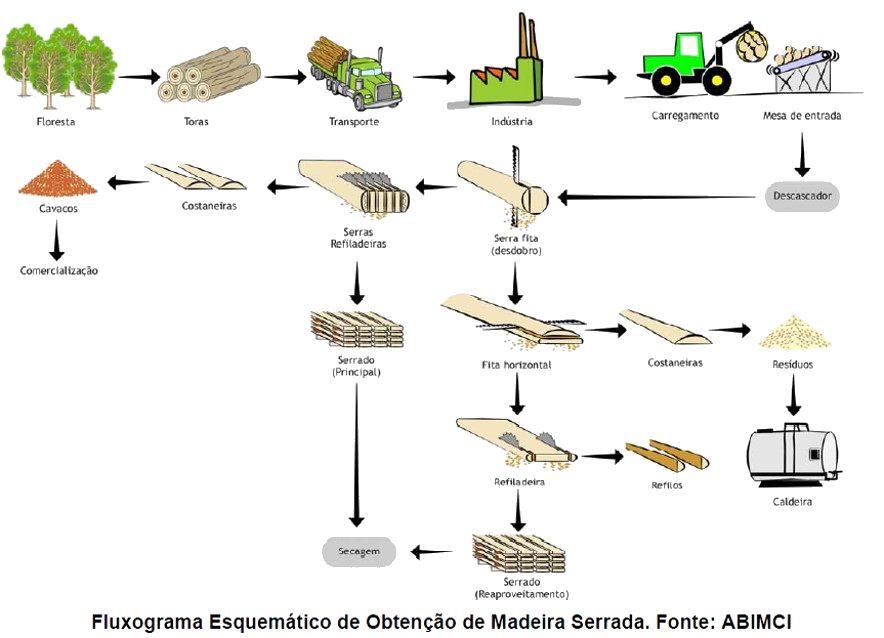 Floresta
Toras
Transporte
Indústria
Carregamento
Mesa de entrada
Descascador
Serra fita
(desdobro)
Serras
Refiladeiras
Costaneiras
Cavacos
Comercialização
Serrado
(Principal)
Fita horizontal
Costaneiras
Resíduos
Refiladeira
Refilos
Caldeira
Secagem
Serrado
(Reaproveitamento)
Fluxograma Esquemático de Obtenção de Madeira Serrada. Fonte: ABIMCI